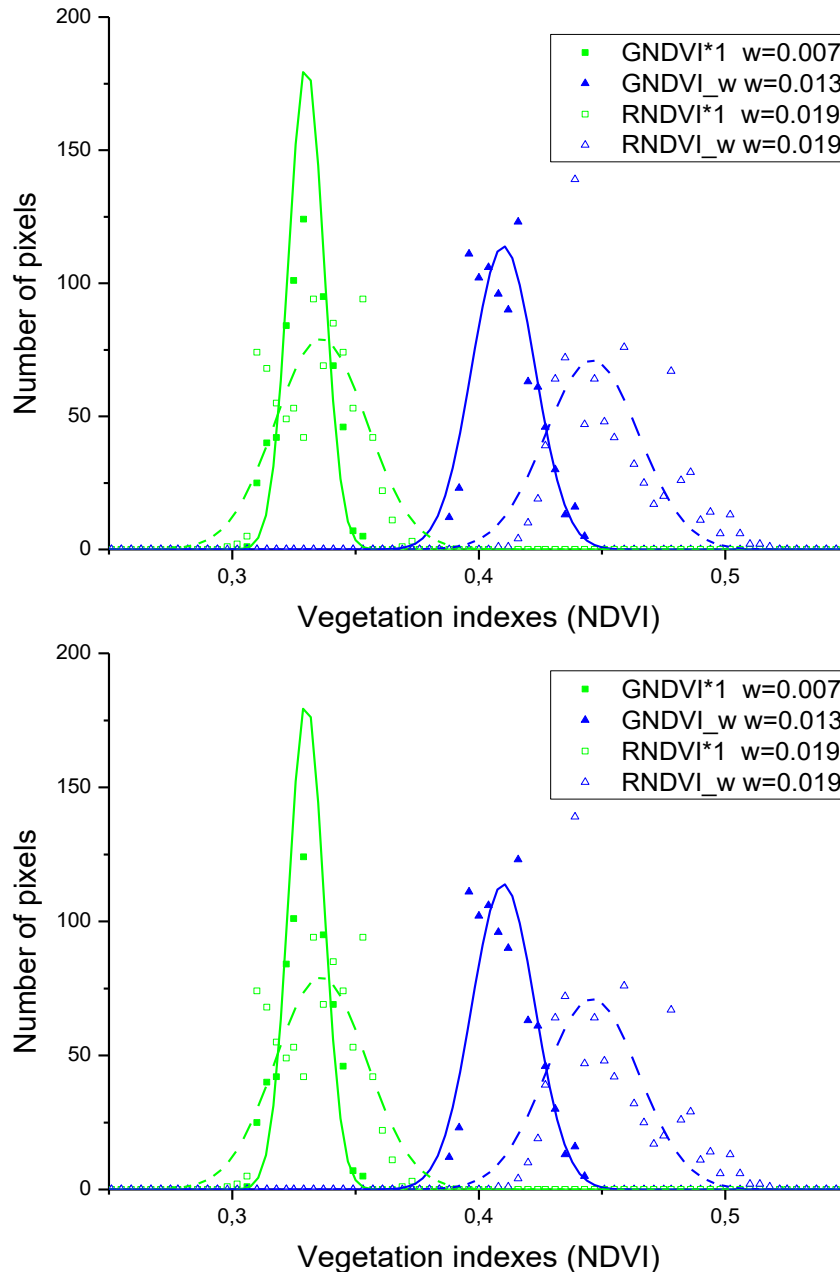 200
150
100
50
0
Number of pixels
GNDVI*1 w=0.007
GNDVI_w w=0.013
RNDVI*1 w=0.019
RNDVI_w w=0.019
0,3
0,4
0,5
Vegetation indexes (NDVI)
200
150
100
50
0
Number of pixels
GNDVI*1 w=0.007
GNDVI_w w=0.013
RNDVI*1 w=0.019
RNDVI_w w=0.019
0,3
0,4
0,5
Vegetation indexes (NDVI)